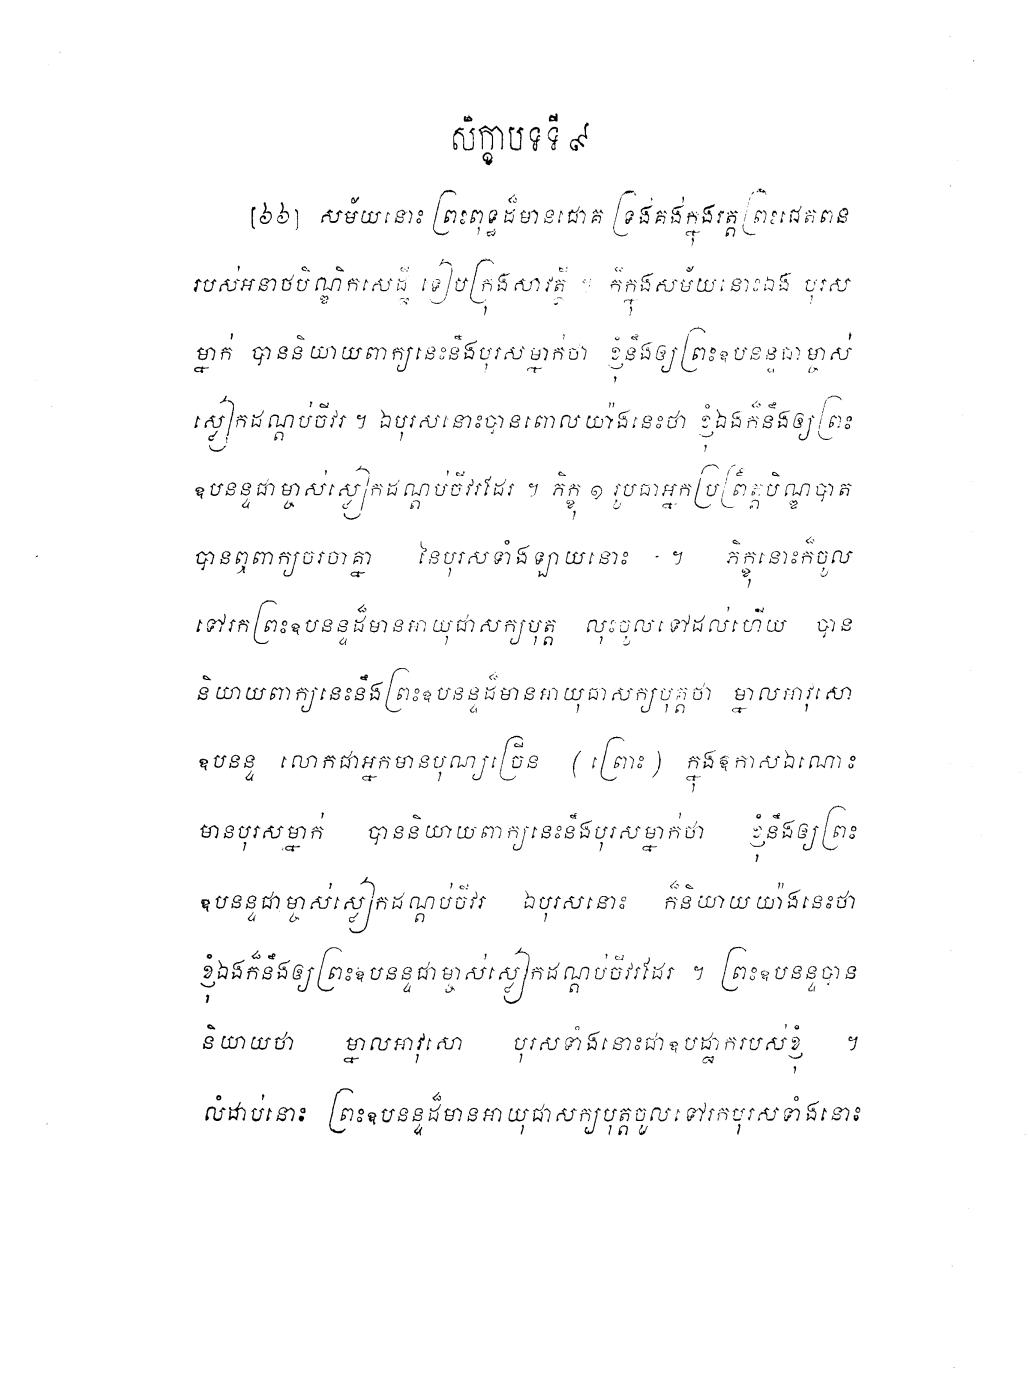 សិក្ខាបទទី ៩
[៦៦] សម័យនោះ ព្រះពុទ្ធដ៏មានជោគ ទ្រង់គង់ក្នុងវត្តព្រះជេតពន
របស់អនាថបិណ្ឌិកសេដ្ឋី ទៀបក្រុងសាវត្ថី ។ ក៏ក្នុងសម័យនោះឯង បុរស
ម្នាក់ បាននិយាយពាក្យនេះនឹងបុរសម្នាក់ថា ខ្ញុំនឹងឲ្យព្រះឧបនន្ទជាម្ចាស់
ស្លៀកដណ្តប់ចីវរ ។ ឯបុរសនោះបានពោលយ៉ាងនេះថា ខ្ញុំឯងក៏នឹងឲ្យព្រះ
ឧបនន្ទជាម្ចាស់ស្លៀកដណ្តប់ចីវរដែរ ។ ភិក្ខុ ១ រូបជាអ្នកប្រព្រឹត្តបិណ្ឌបាត
បានឮពាក្យចរចាគ្នា នៃបុរសទាំងឡាយនោះ ។ ភិក្ខុនោះក៏ចូល
ទៅរកព្រះឧបនន្ទដ៏មានអាយុជាសក្យបុត្ត លុះចូលទៅដល់ហើយ បាន
និយាយពាក្យនេះនឹងព្រះឧបនន្ទដ៏មានអាយុជាសក្យបុត្តថា ម្នាលអាវុសោ
ឧបនន្ទ លោកជាអ្នកមានបុណ្យច្រើន (ព្រោះ) ក្នុងឱកាសឯណោះ
មានបុរសម្នាក់ បាននិយាយពាក្យនេះនឹងបុរសម្នាក់ថា ខ្ញុំនឹងឲ្យព្រះ
ឧបនន្ទជាម្ចាស់ស្លៀកដណ្តប់ចីវរ ឯបុរសនោះ ក៏និយាយយ៉ាងនេះថា
ខ្ញុំឯងក៏នឹងឲ្យព្រះឧបនន្ទជាម្ចាស់ស្លៀកដណ្តប់ចីវរដែរ ។ ព្រះឧបនន្ទបាន
និយាយថា ម្នាលអាវុសោ បុរសទាំងនោះជាឧបដ្ឋាករបស់ខ្ញុំ ។
លំដាប់នោះ ព្រះឧបនន្ទដ៏មានអាយុជាសក្យបុត្តចូលទៅរកបុរសទាំងនោះ